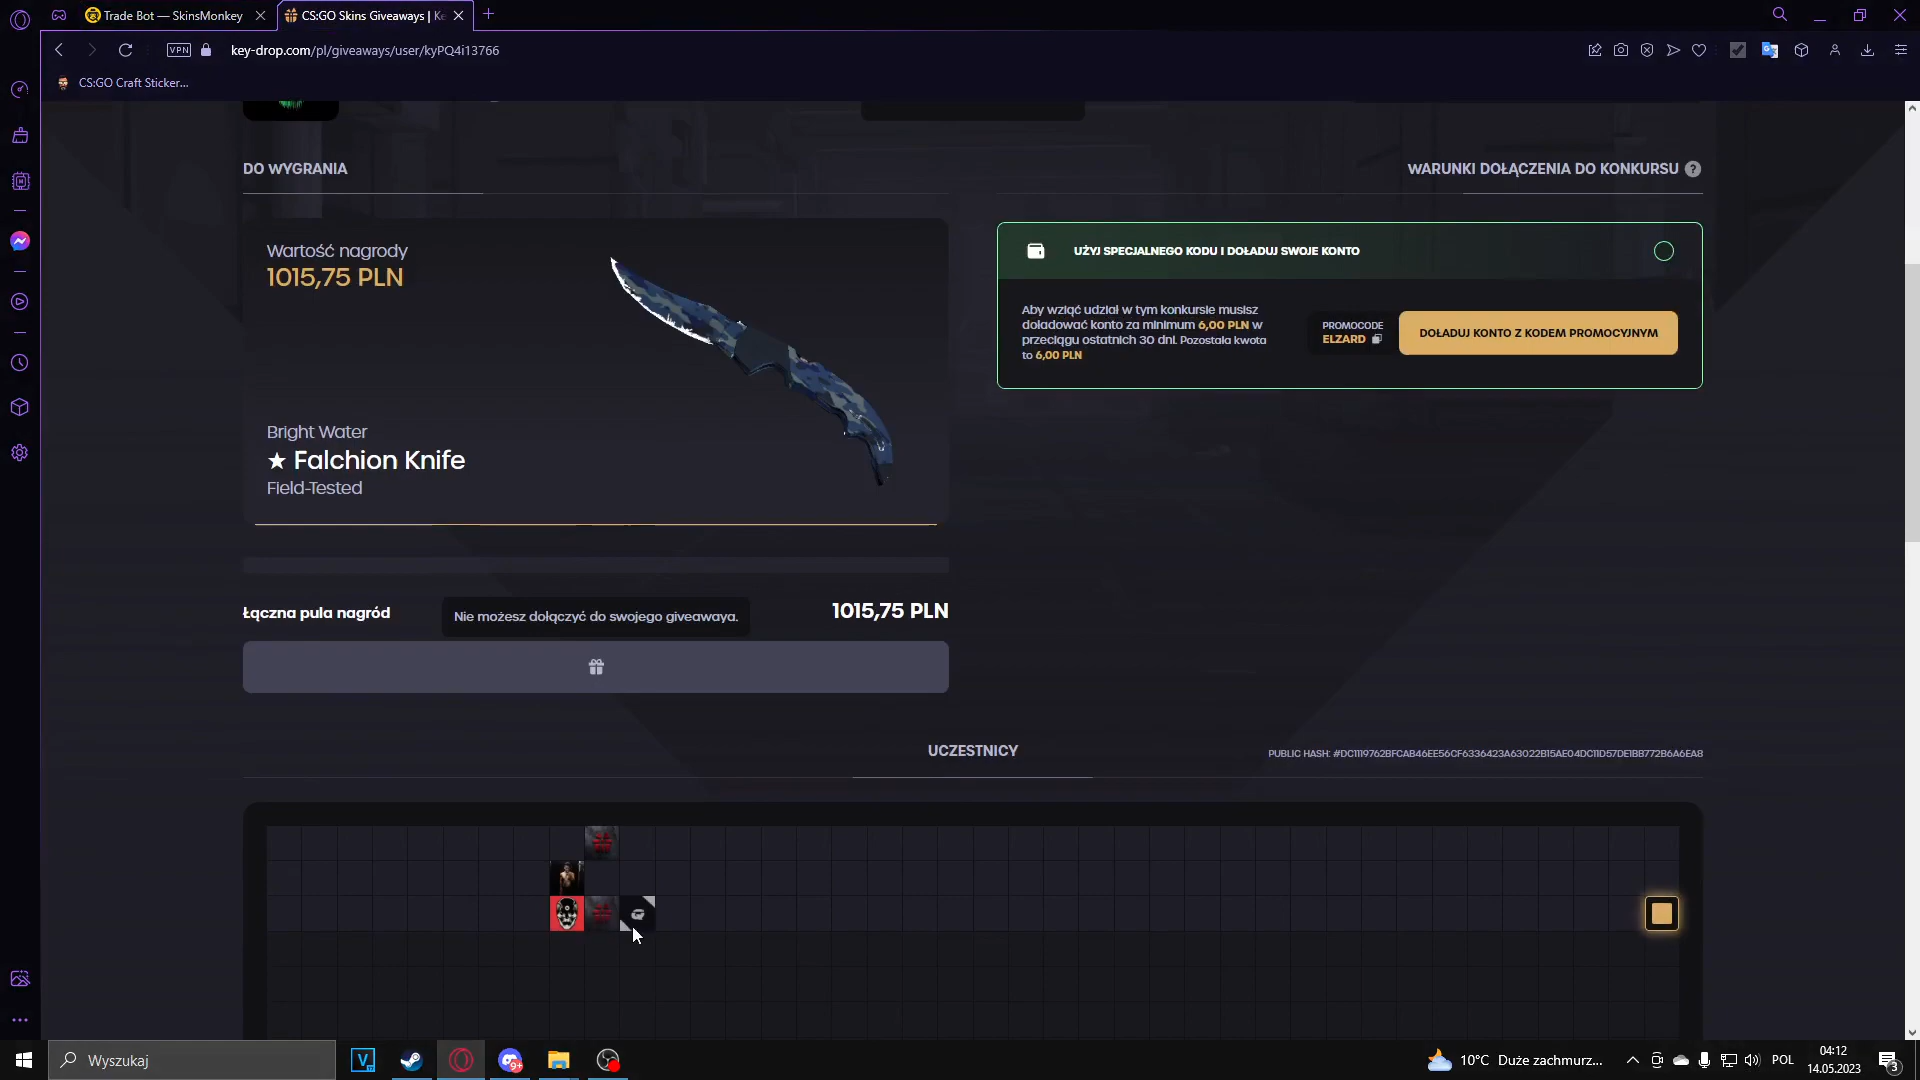 Trade Bot — SkinsMonkey
CS:GO Skins Giveaways | Ke
VPN
key-drop.com/pl/giveaways/user/kyPQ4i13766
CS:GO Craft Sticker...
DO WYGRANIA
WARUNKI DOŁĄCZENIA DO KONKURSU ?
Wartość nagrody
1015,75 PLN
UŻYJ SPECJALNEGO KODU I DOŁADUJ SWOJE KONTO
Aby wziąć udział w tym konkursie musisz
doładować konto za minimum 6,00 PLN w
przeciągu ostatnich 30 dni. Pozostała kwota
to 6,00 PLN
PROMOCODE
ELZARD
DOŁADUJ KONTO Z KODEM PROMOCYJNYM
Bright Water
★ Falchion Knife
Field-Tested
Łączna pula nagród
Nie możesz dołączyć do swojego giveawaya.
1015,75 PLN
UCZESTNICY
Wyszukaj
9+
10°C Duże zachmurz...
POL
04:12
14.05.2023
3